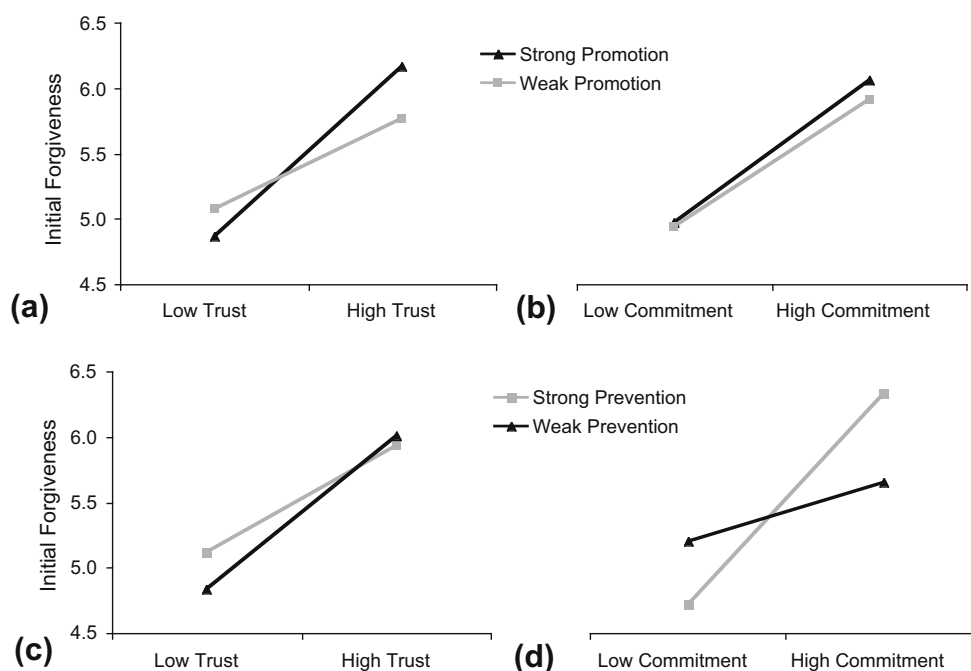 6.5
6.0
5.5
5.0
4.5
Initial Forgiveness
Strong Promotion
Weak Promotion
(a)
Low Trust
High Trust
(b)
Low Commitment
High Commitment
6.5
6.0
5.5
5.0
4.5
Initial Forgiveness
Strong Prevention
Weak Prevention
(c)
Low Trust
High Trust
(d)
Low Commitment
High Commitment